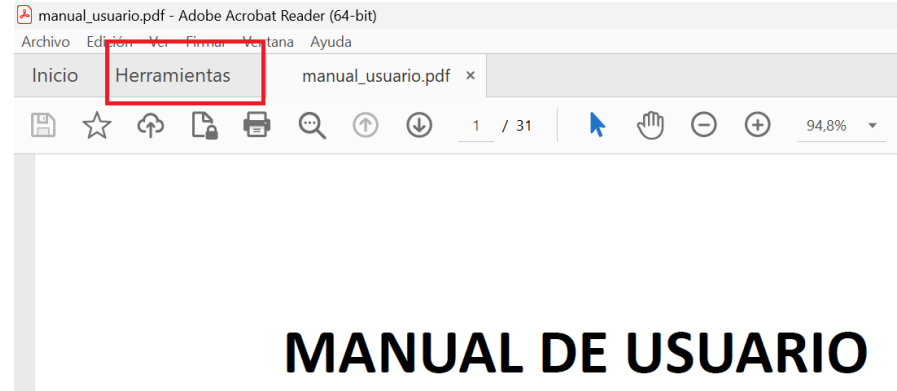 manual_usuario.pdf - Adobe Acrobat Reader (64-bit)
Archivo Edición Ver Firmar Ventana Ayuda
Inicio Herramientas manual_usuario.pdf ×
1 / 31 94,8%
MANUAL DE USUARIO